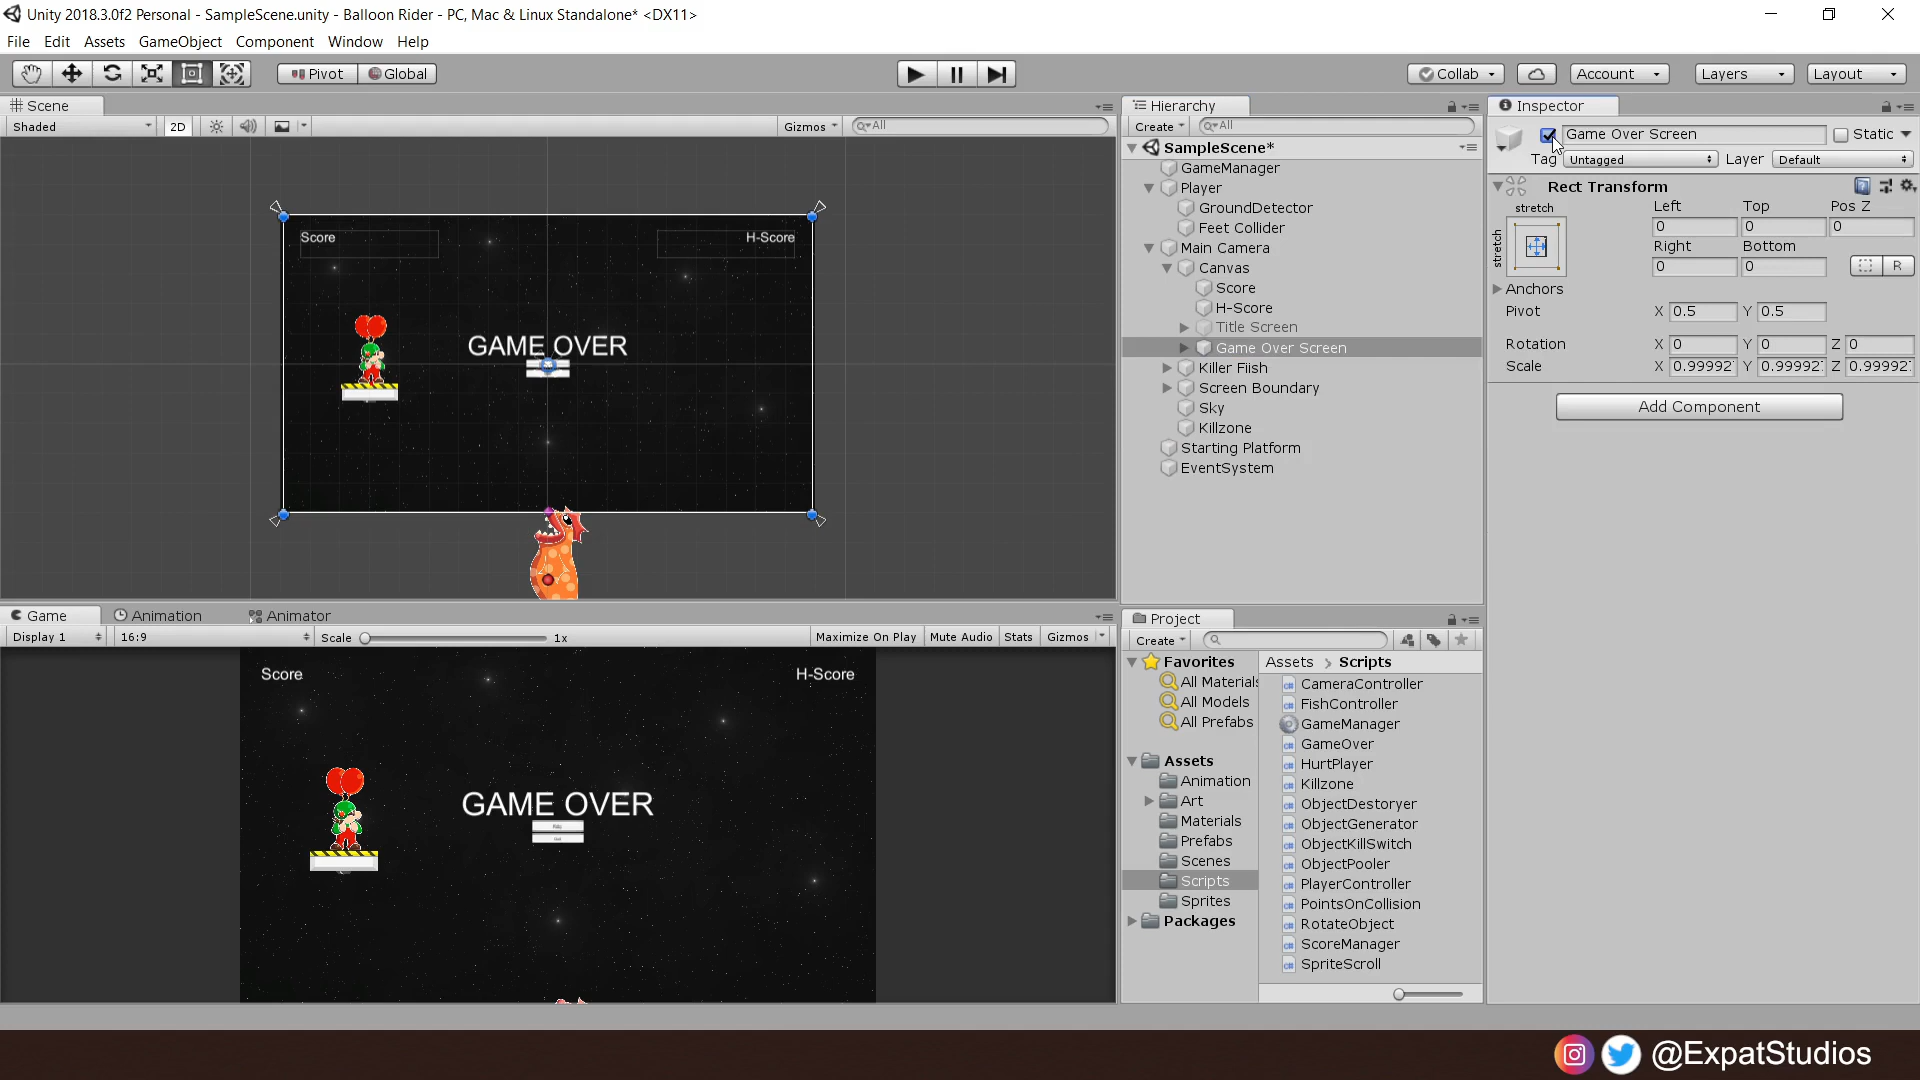 Unity 2018.3.0f2 Personal - SampleScene.unity - Balloon Rider - PC, Mac & Linux Standalone* <DX11>
File Edit Assets GameObject Component Window Help
Pivot Global Collab Account Layers Layout
Scene
Shaded 2D Gizmos All
Score H-Score
GAME OVER
Hierarchy
Create All
SampleScene*
GameManager
Player
GroundDetector
Feet Collider
Main Camera
Canvas
Score
H-Score
Title Screen
Game Over Screen
Killer Fiish
Screen Boundary
Sky
Killzone
Starting Platform
EventSystem
Inspector
Game Over Screen Static
Tag Untagged Layer Default
Rect Transform
stretch Left Top Pos Z
stretch 0 0 0
Right Bottom
0 0 R
Anchors
Pivot X 0.5 Y 0.5
Rotation X 0 Y 0 Z 0
Scale X 0.99992 Y 0.99992 Z 0.99992
Add Component
Game Animation Animator
Display 1 16:9 Scale 1x Maximize On Play Mute Audio Stats Gizmos
Score H-Score
GAME OVER
Project
Create
Favorites
All Materials
All Models
All Prefabs
Assets
Animation
Art
Materials
Prefabs
Scenes
Scripts
Sprites
Packages
Assets > Scripts
CameraController
FishController
GameManager
GameOver
HurtPlayer
Killzone
ObjectDestoryer
ObjectGenerator
ObjectKillSwitch
ObjectPooler
PlayerController
PointsOnCollision
RotateObject
ScoreManager
SpriteScroll
@ExpatStudios